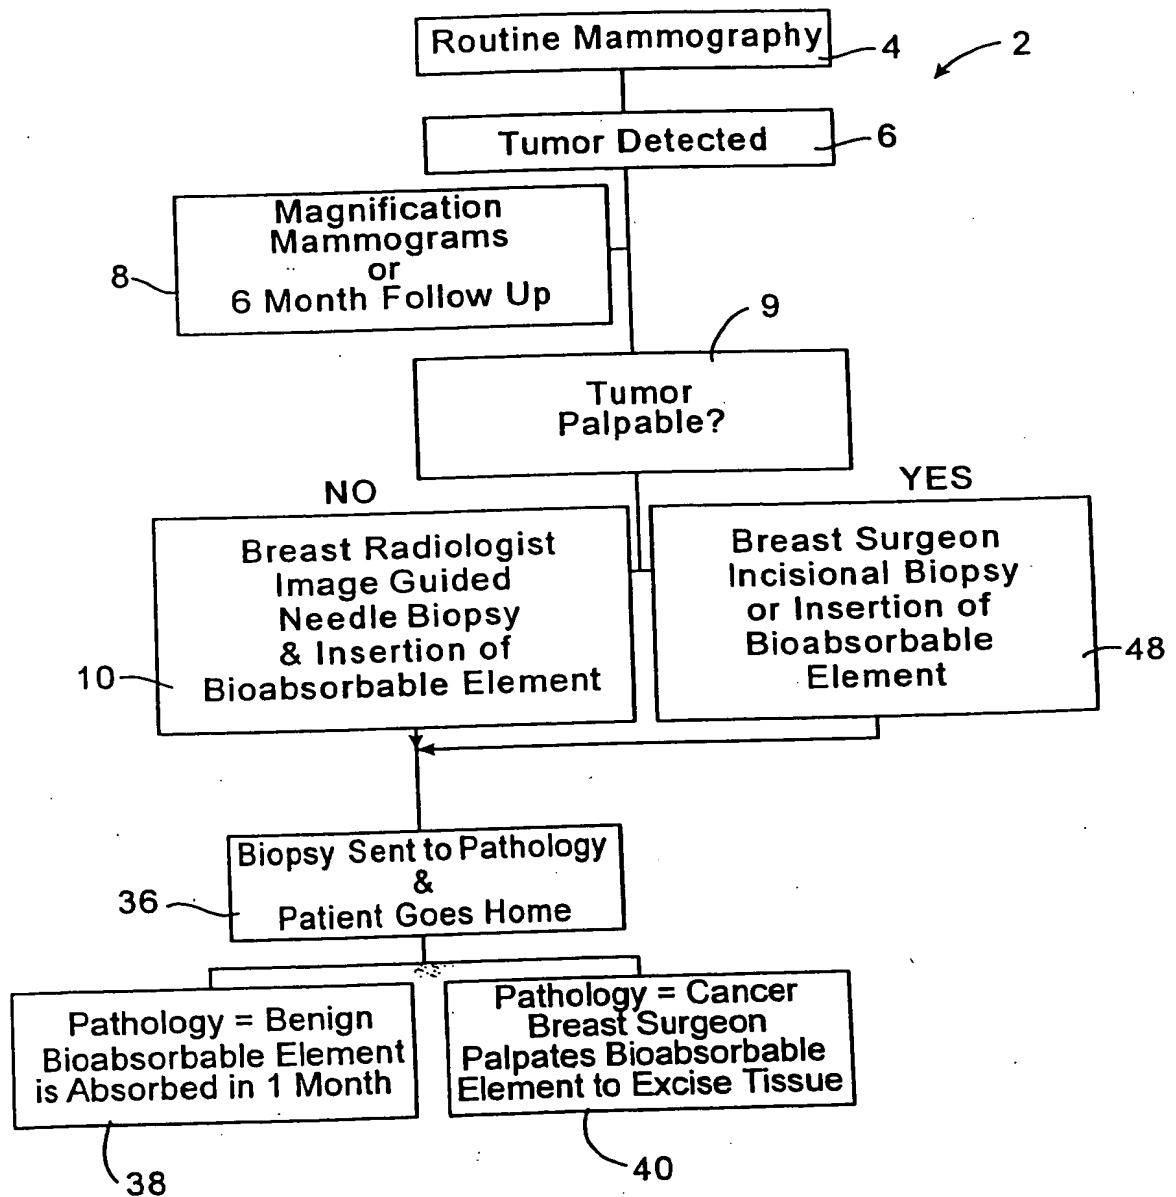 Routine Mammography
4
2
Tumor Detected
6
Magnification
Mammograms
or
6 Month Follow Up
8
9
Tumor
Palpable?
NO
YES
Breast Radiologist
Image Guided
Needle Biopsy
& Insertion of
Bioabsorbable Element
10
Breast Surgeon
Incisional Biopsy
or Insertion of
Bioabsorbable
Element
48
Biopsy Sent to Pathology
&
Patient Goes Home
36
Pathology = Benign
Bioabsorbable Element
is Absorbed in 1 Month
38
Pathology = Cancer
Breast Surgeon
Palpates Bioabsorbable
Element to Excise Tissue
40